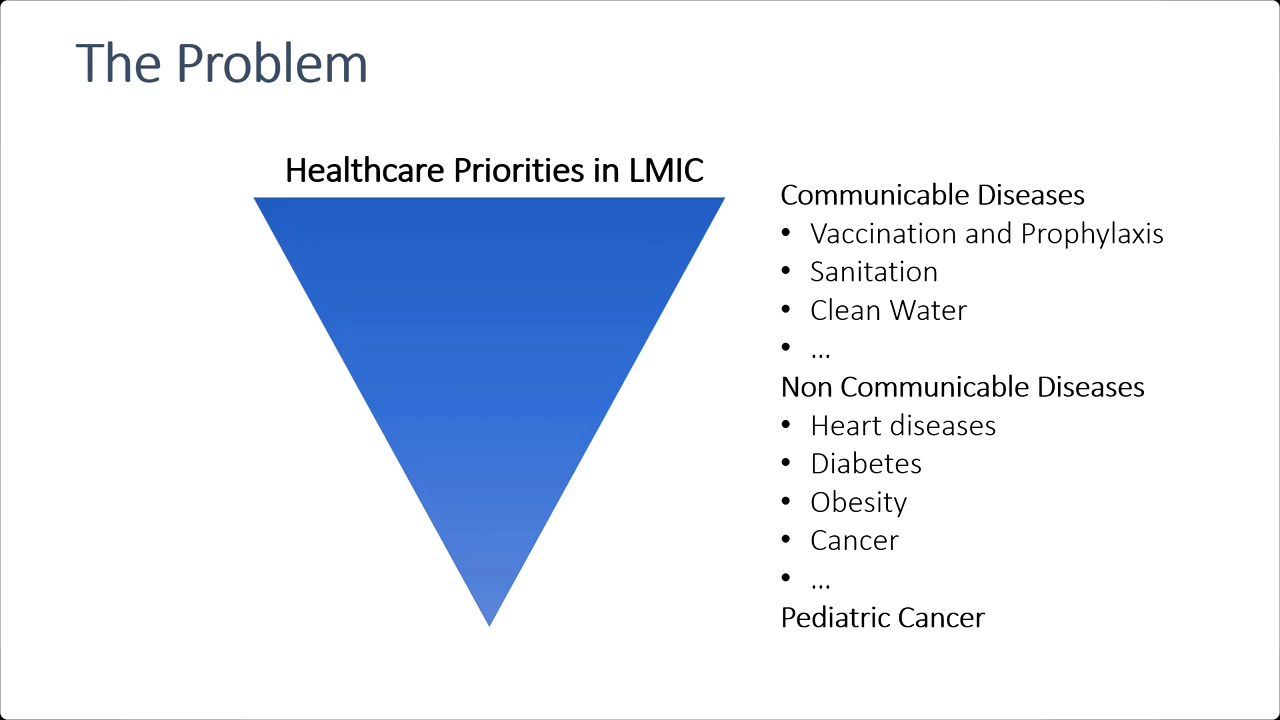 The Problem
Healthcare Priorities in LMIC
Communicable Diseases
• Vaccination and Prophylaxis
• Sanitation
• Clean Water
• ...
Non Communicable Diseases
• Heart diseases
• Diabetes
• Obesity
• Cancer
• ...
Pediatric Cancer